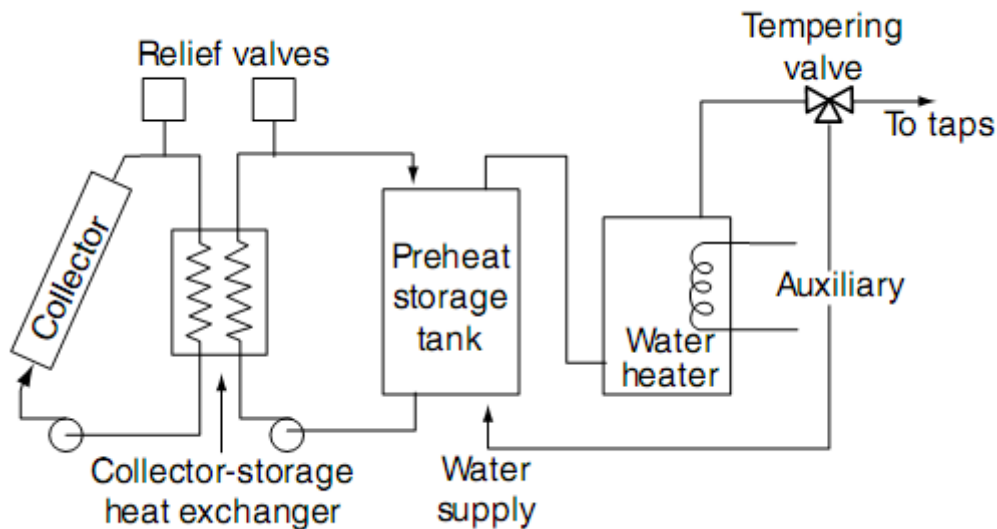 Relief valves
Tempering
valve
To taps
Collector
Preheat
storage
tank
Water
heater
Auxiliary
Collector-storage
heat exchanger
Water
supply